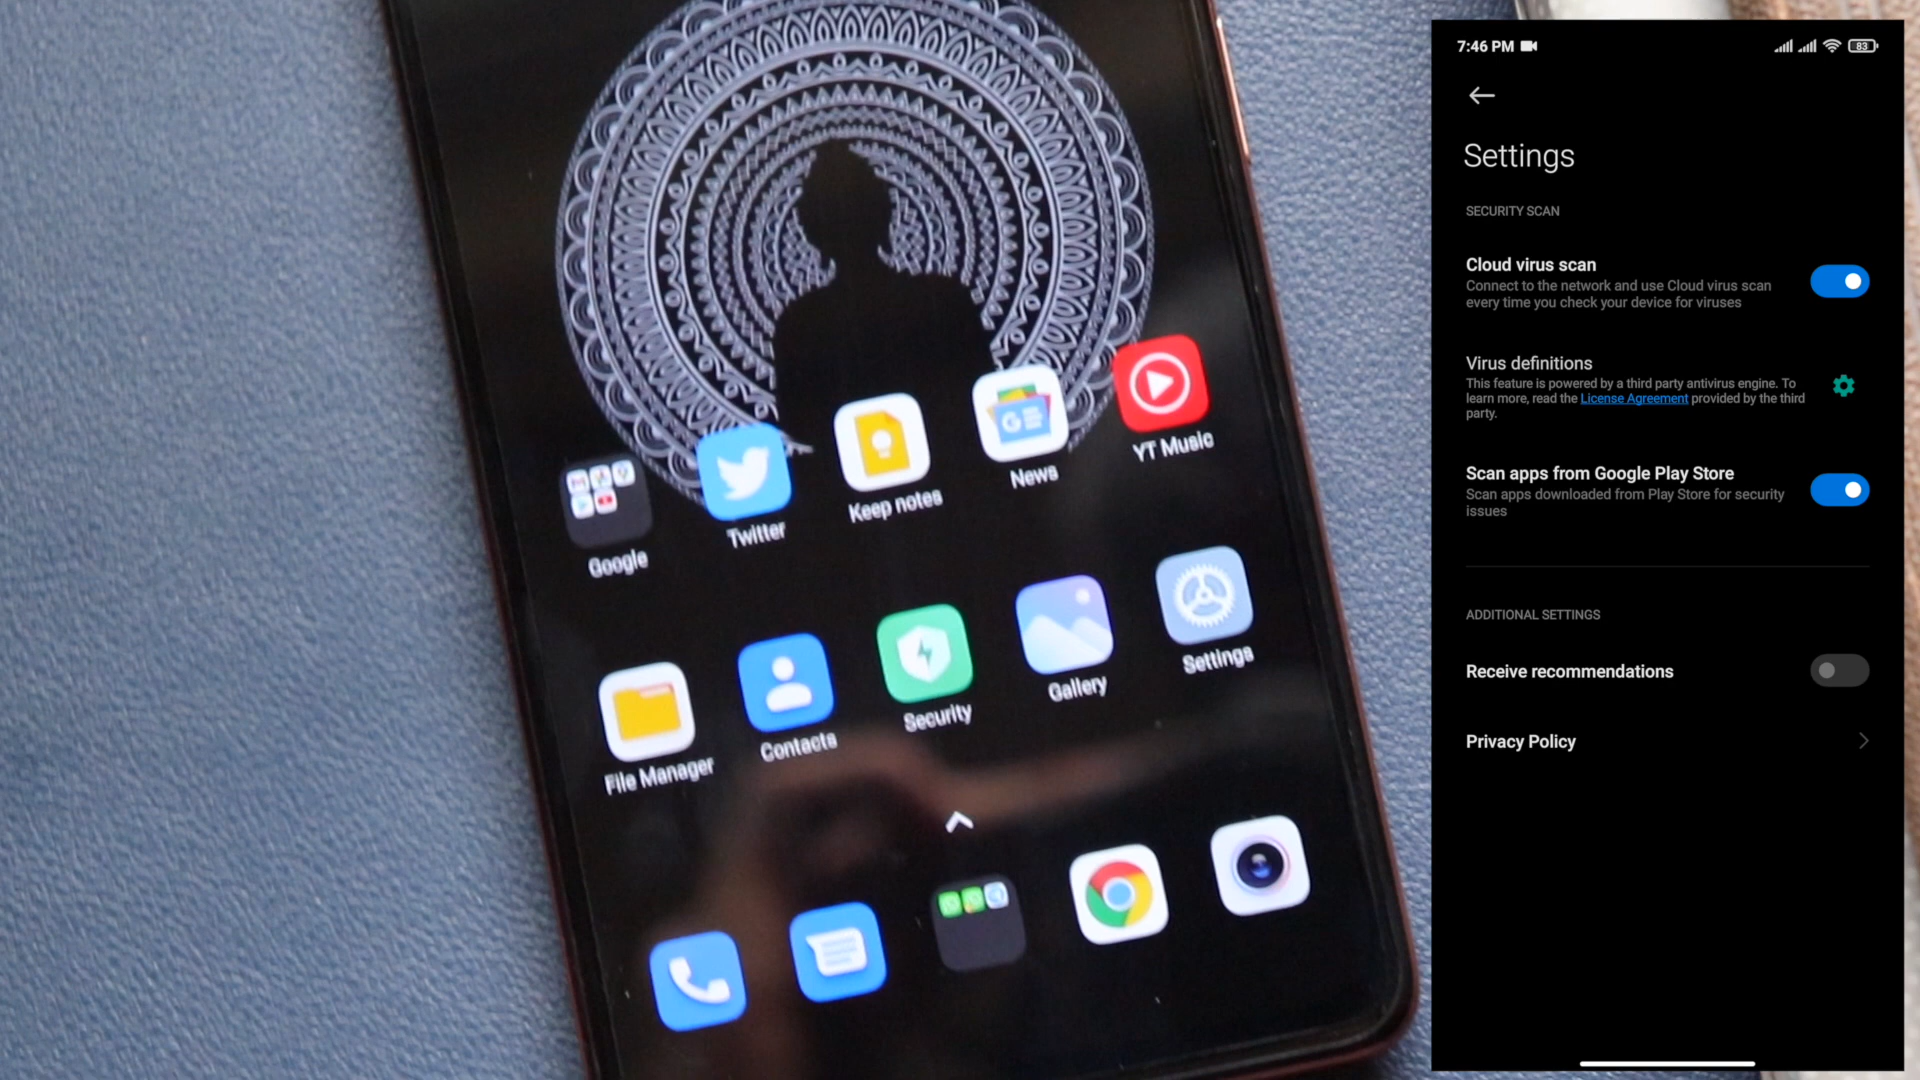 Google
Twitter
Keep notes
News
YT Music
File Manager
Contacts
Security
Gallery
Settings
7:46 PM
83
Settings
SECURITY SCAN
Cloud virus scan
Connect to the network and use Cloud virus scan
every time you check your device for viruses
Virus definitions
This feature is powered by a third party antivirus engine. To
learn more, read the License Agreement provided by the third
party.
Scan apps from Google Play Store
Scan apps downloaded from Play Store for security
issues
ADDITIONAL SETTINGS
Receive recommendations
Privacy Policy